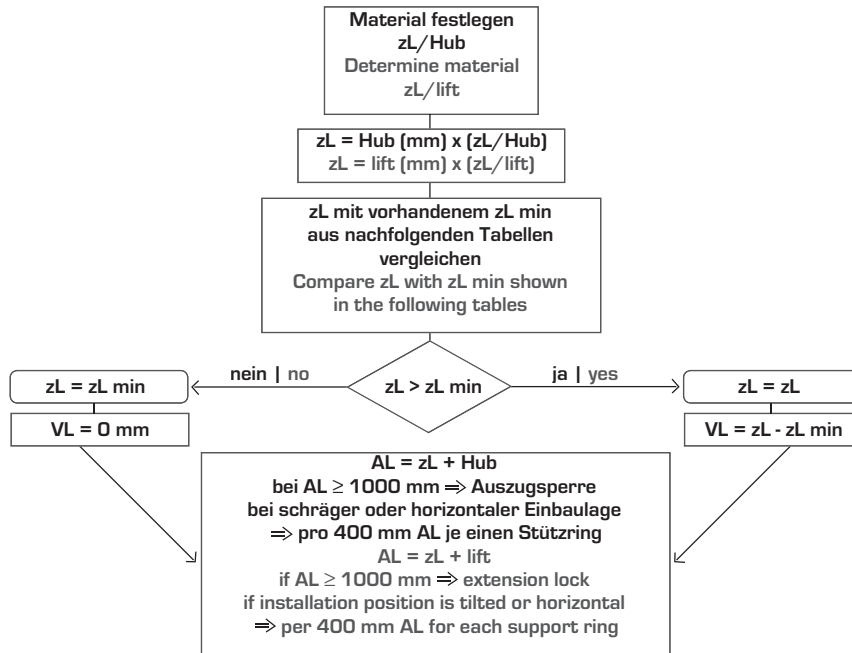 Material festlegen
zL/Hub
Determine material
zL/lift
zL = Hub (mm) x (zL/Hub)
zL = lift (mm) x (zL/lift)
zL mit vorhandenem zL min
aus nachfolgenden Tabellen
vergleichen
Compare zL with zL min shown
in the following tables
zL > zL min
nein | no
ja | yes
zL = zL min
VL = 0 mm
zL = zL
VL = zL - zL min
AL = zL + Hub
bei AL ≥ 1000 mm ⇒ Auszugsperre
bei schräger oder horizontaler Einbaulage
⇒ pro 400 mm AL je einen Stützring
AL = zL + lift
if AL ≥ 1000 mm ⇒ extension lock
if installation position is tilted or horizontal
⇒ per 400 mm AL for each support ring